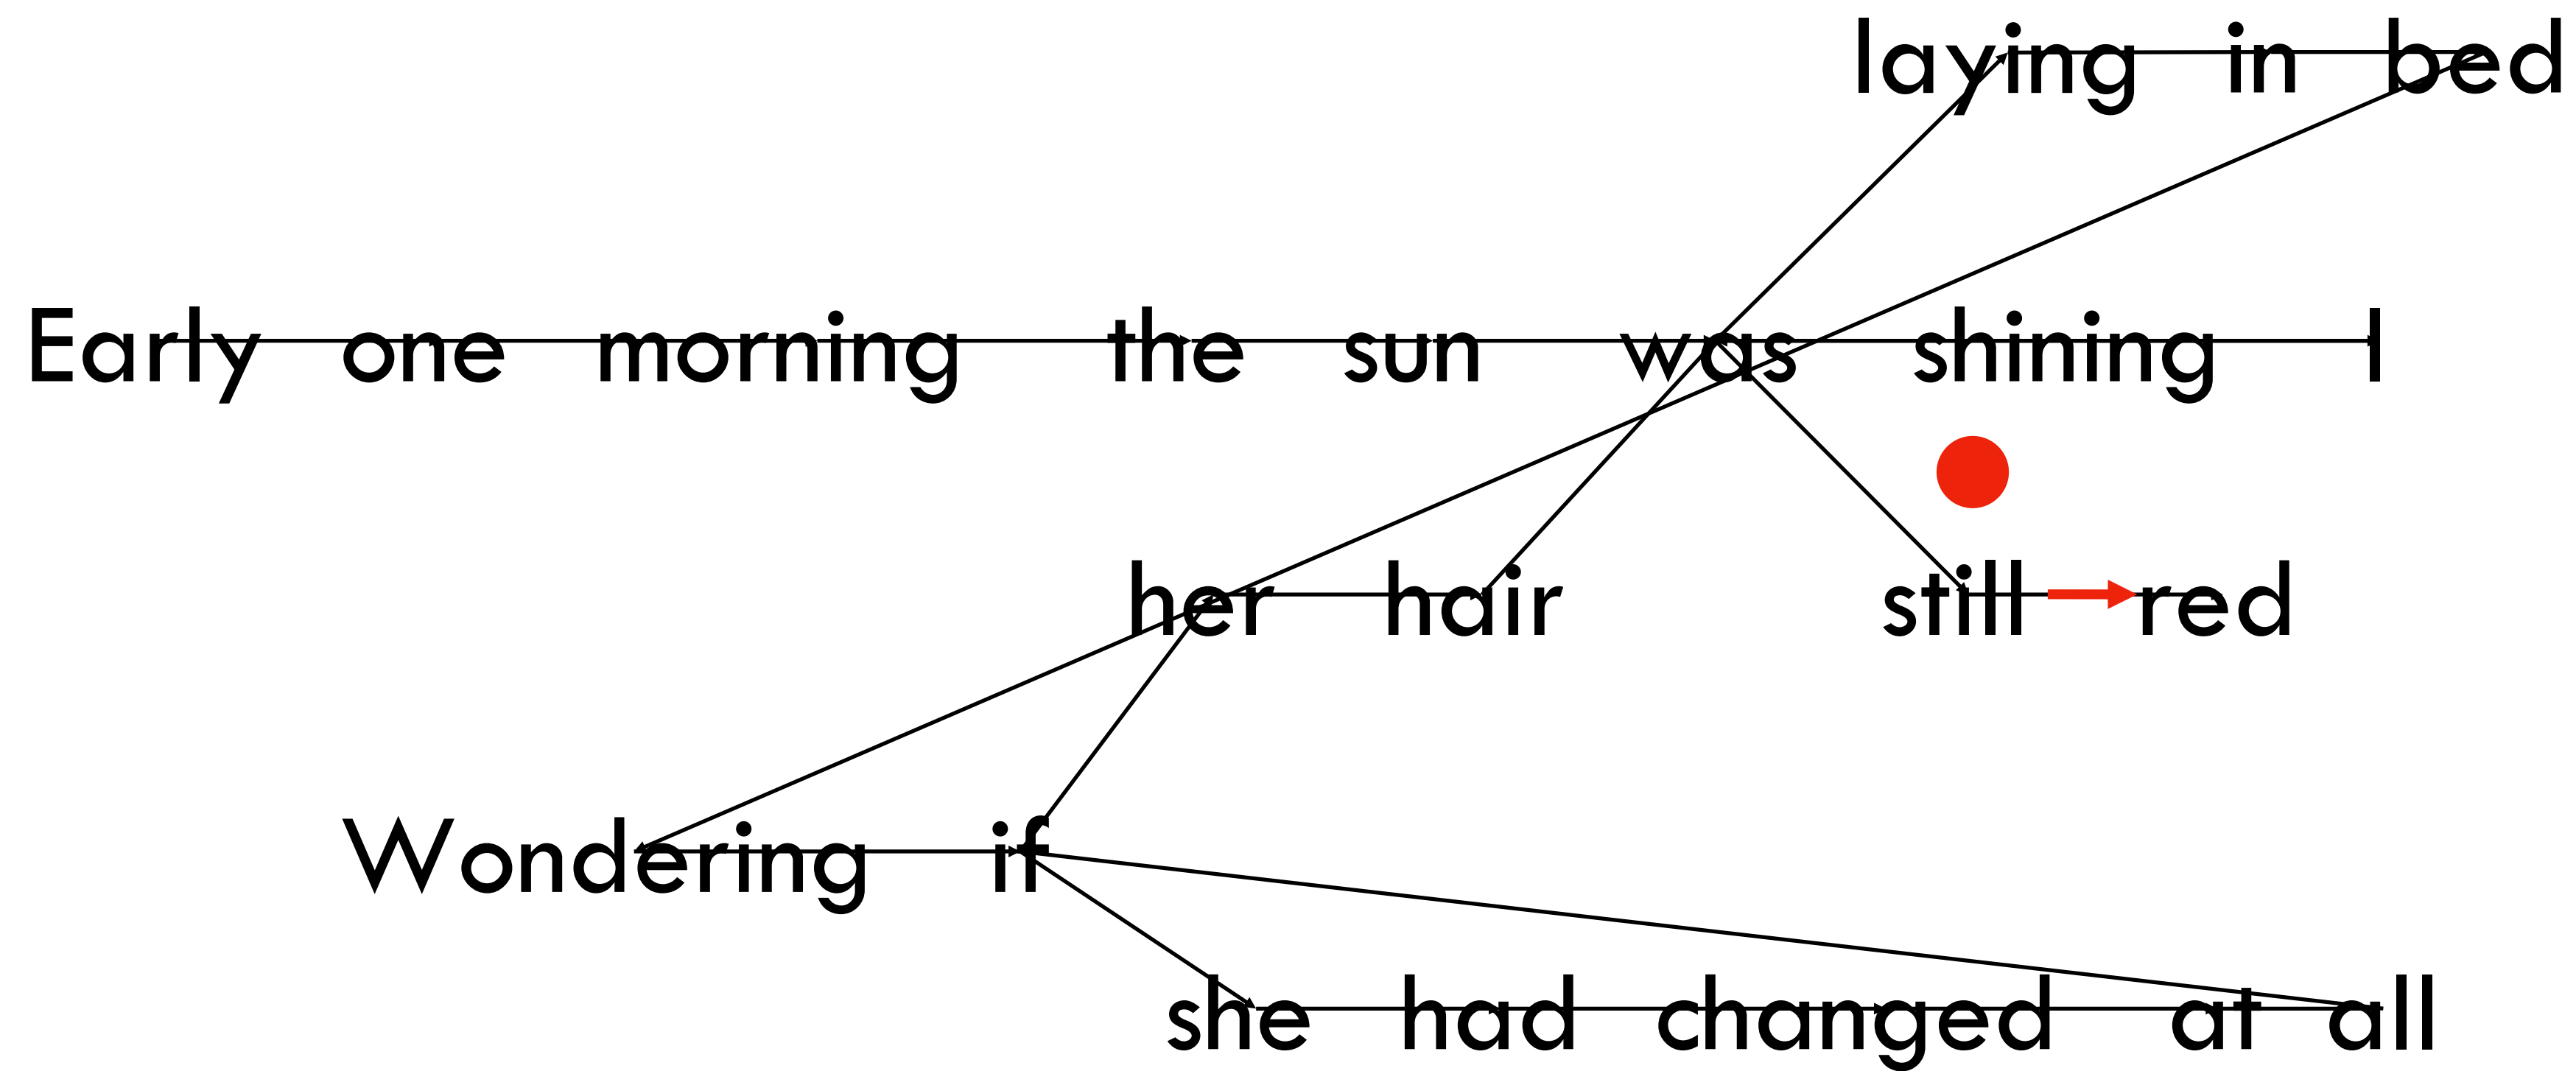 laying in bed
Early one morning the sun was shining I
her hair still red
Wondering if
she had changed at all